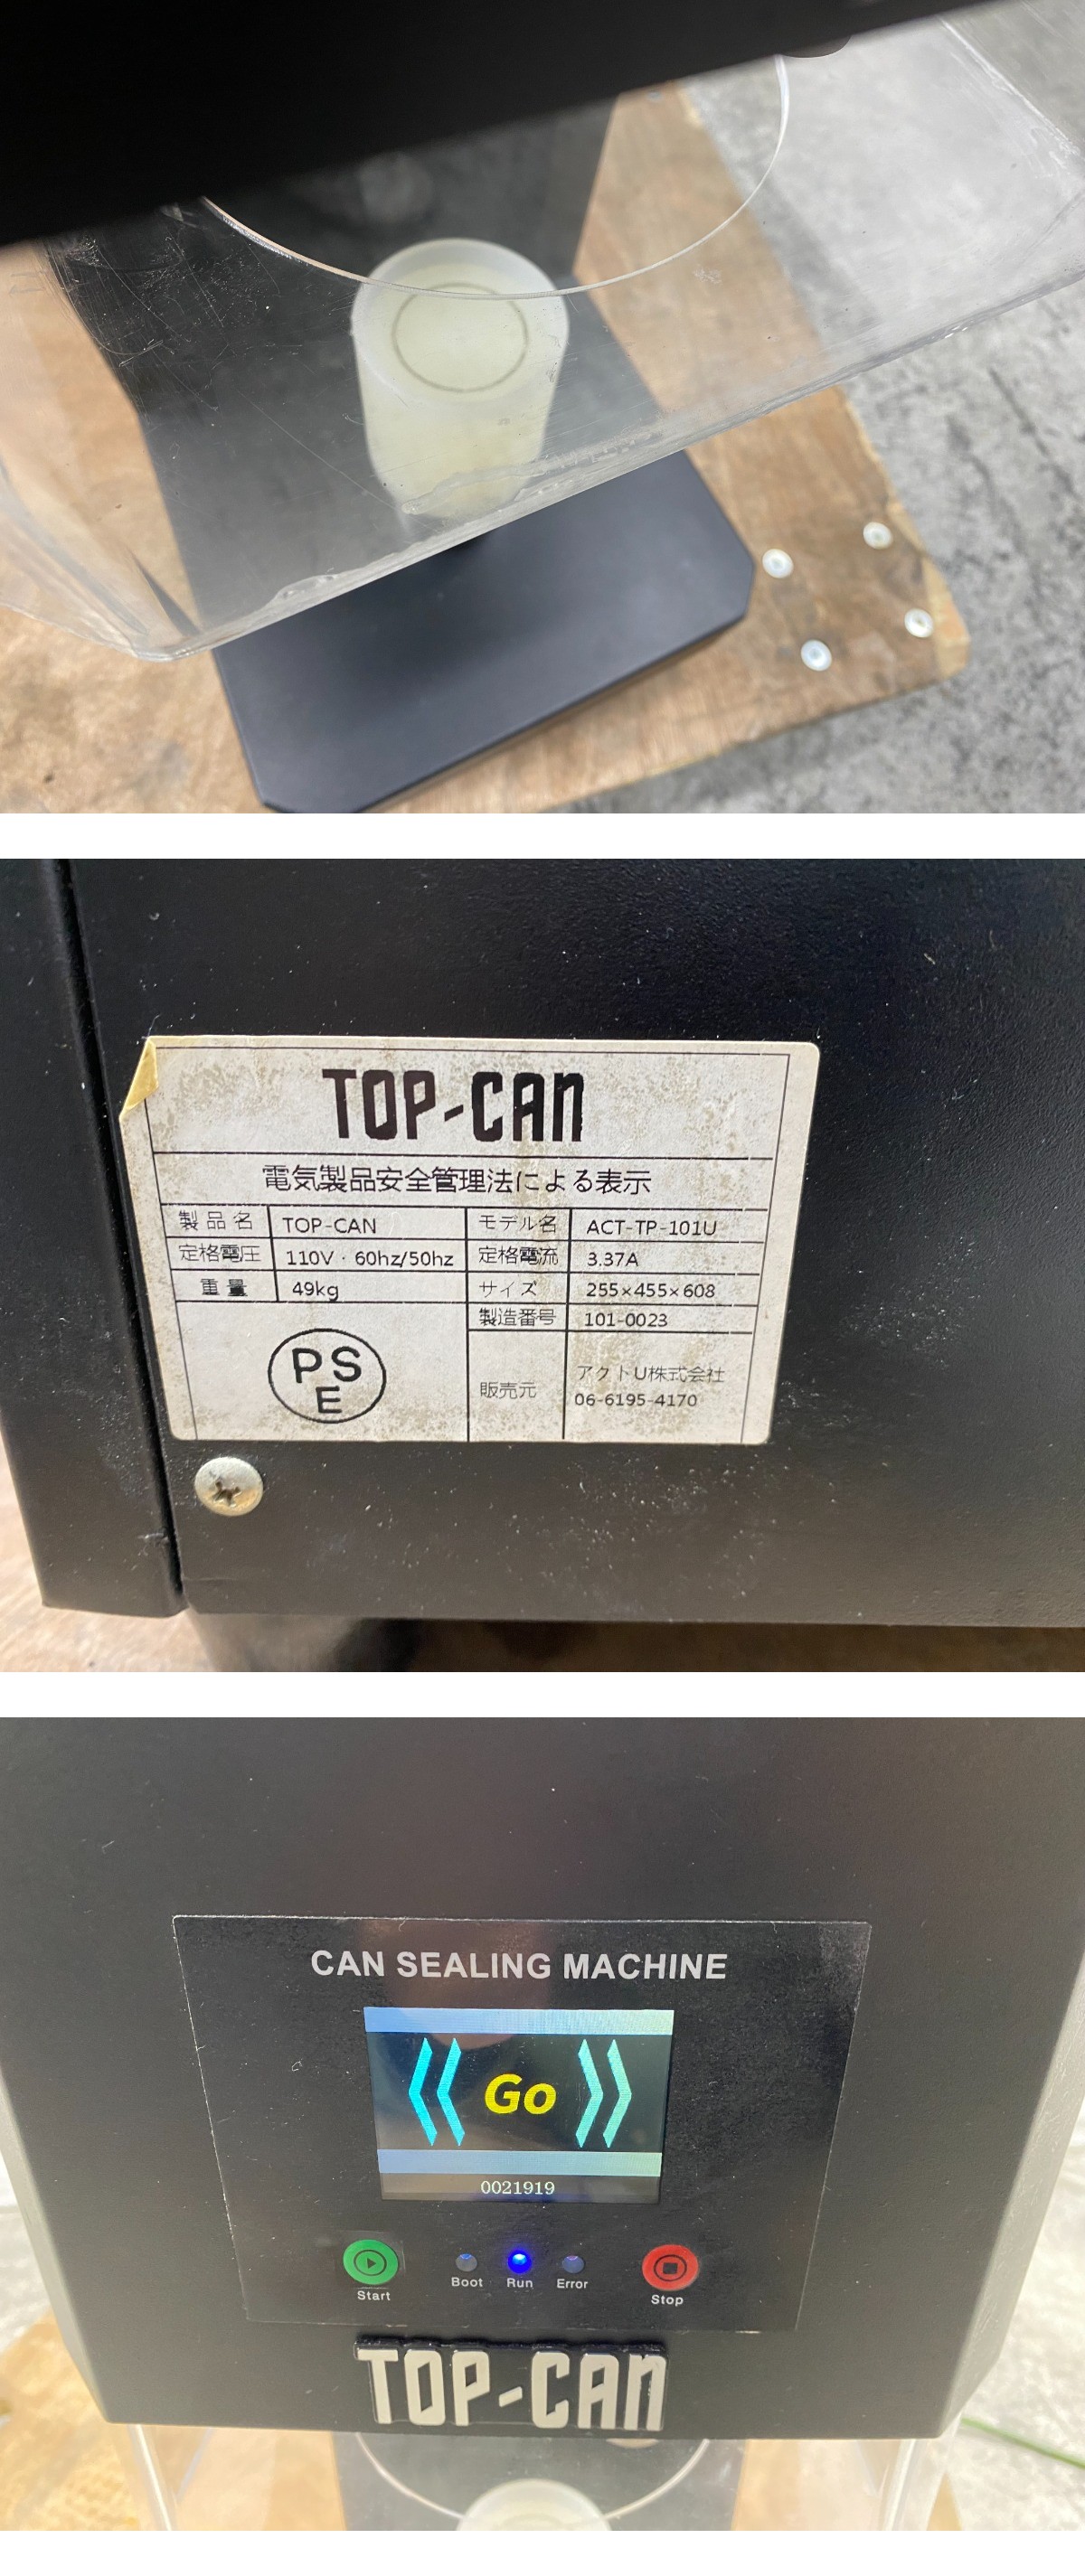 TOP-CAN
電気製品安全管理法による表示
製品名 TOP-CAN モデル名 ACT-TP-101U
定格電圧 110V・60hz/50hz 定格電流 3.37A
重量 49kg サイズ 255×455×608
製造番号 101-0023
PS
E
販売元 アクトU株式会社
06-6195-4170
CAN SEALING MACHINE
Go
0021919
Start Boot Run Error Stop
TOP-CAN